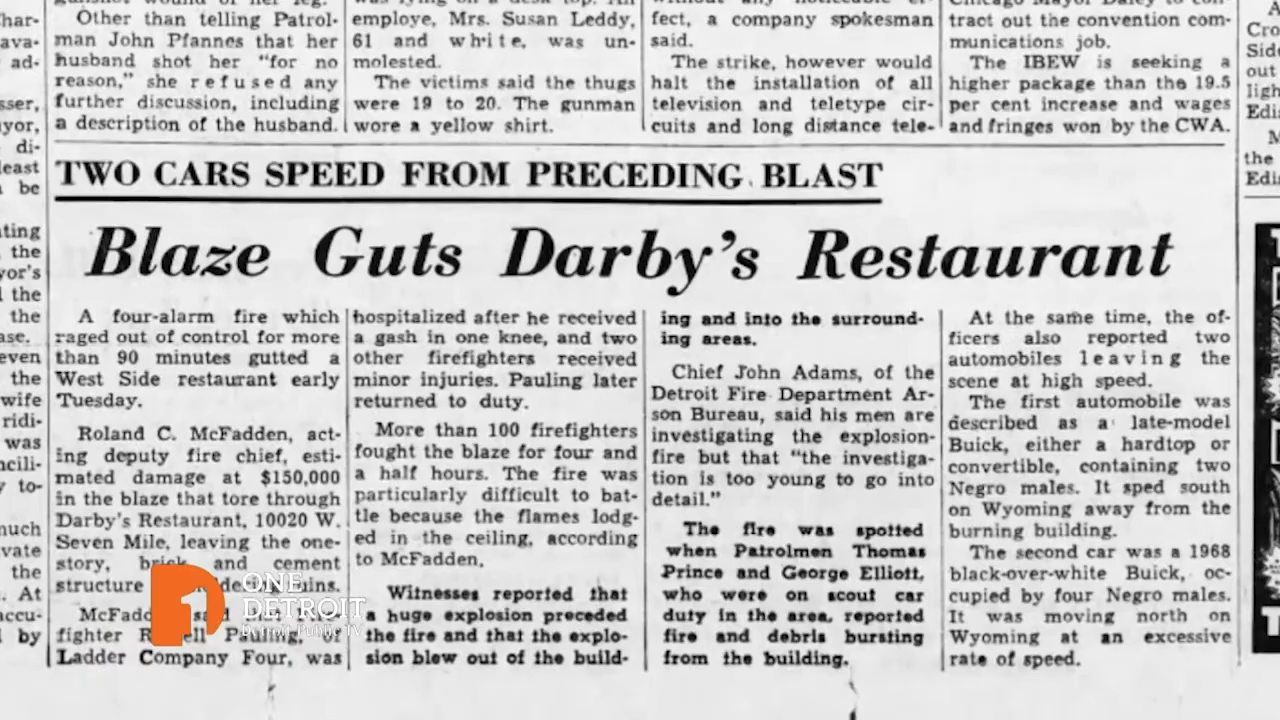 gunshot wound of her leg.
Other than telling Patrol-
man John Pfannes that her
husband shot her "for no
reason," she refused any
further discussion, including
a description of the husband.
employe, Mrs. Susan Leddy,
61 and white, was un-
molested.
The victims said the thugs
were 19 to 20. The gunman
wore a yellow shirt.
fect, a company spokesman
said.
The strike, however would
halt the installation of all
television and teletype cir-
cuits and long distance tele-
tract out the convention com-
munications job.
The IBEW is seeking a
higher package than the 19.5
per cent increase and wages
and fringes won by the CWA.
TWO CARS SPEED FROM PRECEDING BLAST
Blaze Guts Darby's Restaurant
A four-alarm fire which
raged out of control for more
than 90 minutes gutted a
West Side restaurant early
Tuesday.
Roland C. McFadden, act-
ing deputy fire chief, esti-
mated damage at $150,000
in the blaze that tore through
Darby's Restaurant, 10020 W.
Seven Mile, leaving the one-
story, brick and cement
structure
McFadden said
fighter
Ladder Company Four, was
hospitalized after he received
a gash in one knee, and two
other firefighters received
minor injuries. Pauling later
returned to duty.
More than 100 firefighters
fought the blaze for four and
a half hours. The fire was
particularly difficult to bat-
tle because the flames lodg-
ed in the ceiling, according
to McFadden.
Witnesses reported that
a huge explosion preceded
the fire and that the explo-
sion blew out of the build-
ing and into the surround-
ing areas.
Chief John Adams, of the
Detroit Fire Department Ar-
son Bureau, said his men are
investigating the explosion-
fire but that "the investiga-
tion is too young to go into
detail."
The fire was spotted
when Patrolmen Thomas
Prince and George Elliott,
who were on scout car
duty in the area, reported
fire and debris bursting
from the building.
At the same time, the of-
ficers also reported two
automobiles leaving the
scene at high speed.
The first automobile was
described as a late-model
Buick, either a hardtop or
convertible, containing two
Negro males. It sped south
on Wyoming away from the
burning building.
The second car was a 1968
black-over-white Buick, oc-
cupied by four Negro males.
It was moving north on
Wyoming at an excessive
rate of speed.
1
ONE
DETROIT
Detroit Public TV